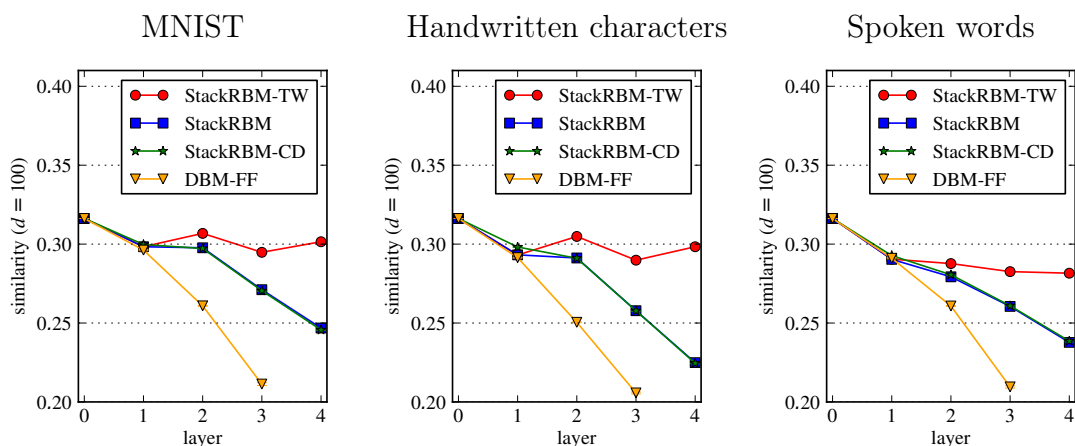 MNIST
0.40
0.35
0.30
0.25
0.20
similarity (d = 100)
0 1 2 3 4
layer
StackRBM-TW
StackRBM
StackRBM-CD
DBM-FF
Handwritten characters
0.40
0.35
0.30
0.25
0.20
similarity (d = 100)
0 1 2 3 4
layer
StackRBM-TW
StackRBM
StackRBM-CD
DBM-FF
Spoken words
0.40
0.35
0.30
0.25
0.20
similarity (d = 100)
0 1 2 3 4
layer
StackRBM-TW
StackRBM
StackRBM-CD
DBM-FF